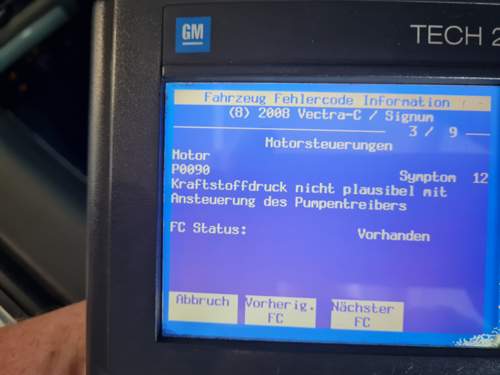 GM
TECH 2
Fahrzeug Fehlercode Information
(8) 2008 Vectra-C / Signum
3 / 9
Motorsteuerungen
Motor
P0090 Symptom 12
Kraftstoffdruck nicht plausibel mit
Ansteuerung des Pumpentreibers
FC Status: Vorhanden
Abbruch Vorherig. Nächster
FC FC